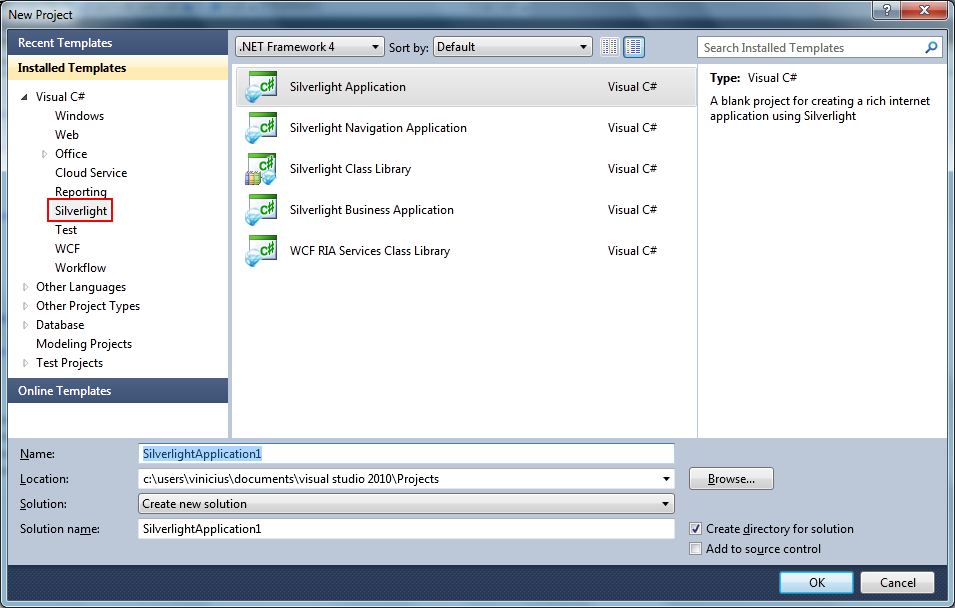 New Project
?
Recent Templates
Installed Templates
Visual C#
Windows
Web
Office
Cloud Service
Reporting
Silverlight
Test
WCF
Workflow
Other Languages
Other Project Types
Database
Modeling Projects
Test Projects
Online Templates
.NET Framework 4 Sort by: Default
Silverlight Application Visual C#
Silverlight Navigation Application Visual C#
Silverlight Class Library Visual C#
Silverlight Business Application Visual C#
WCF RIA Services Class Library Visual C#
Search Installed Templates
Type: Visual C#
A blank project for creating a rich internet
application using Silverlight
Name: SilverlightApplication1
Location: c:\users\vinicius\documents\visual studio 2010\Projects Browse...
Solution: Create new solution
Solution name: SilverlightApplication1
Create directory for solution
Add to source control
OK Cancel